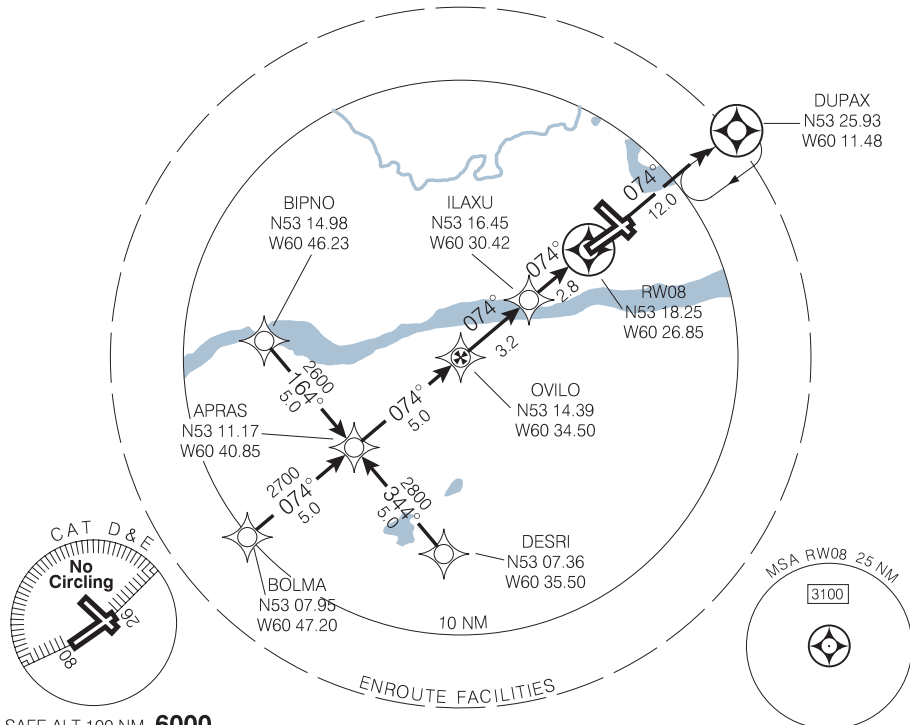 DUPAX
N53 25.93
W60 11.48
BIPNO
N53 14.98
W60 46.23
ILAXU
N53 16.45
W60 30.42
074°
12.0
074°
2.8
RW08
N53 18.25
W60 26.85
074°
3.2
2600
164°
5.0
OVILO
N53 14.39
W60 34.50
APRAS
N53 11.17
W60 40.85
074°
5.0
2700
074°
5.0
2800
344°
5.0
DESRI
N53 07.36
W60 35.50
BOLMA
N53 07.95
W60 47.20
10 NM
ENROUTE FACILITIES
CAT D & E
No
Circling
26
08
MSA RW08 25 NM
3100
SAFE ALT 100 NM 6000